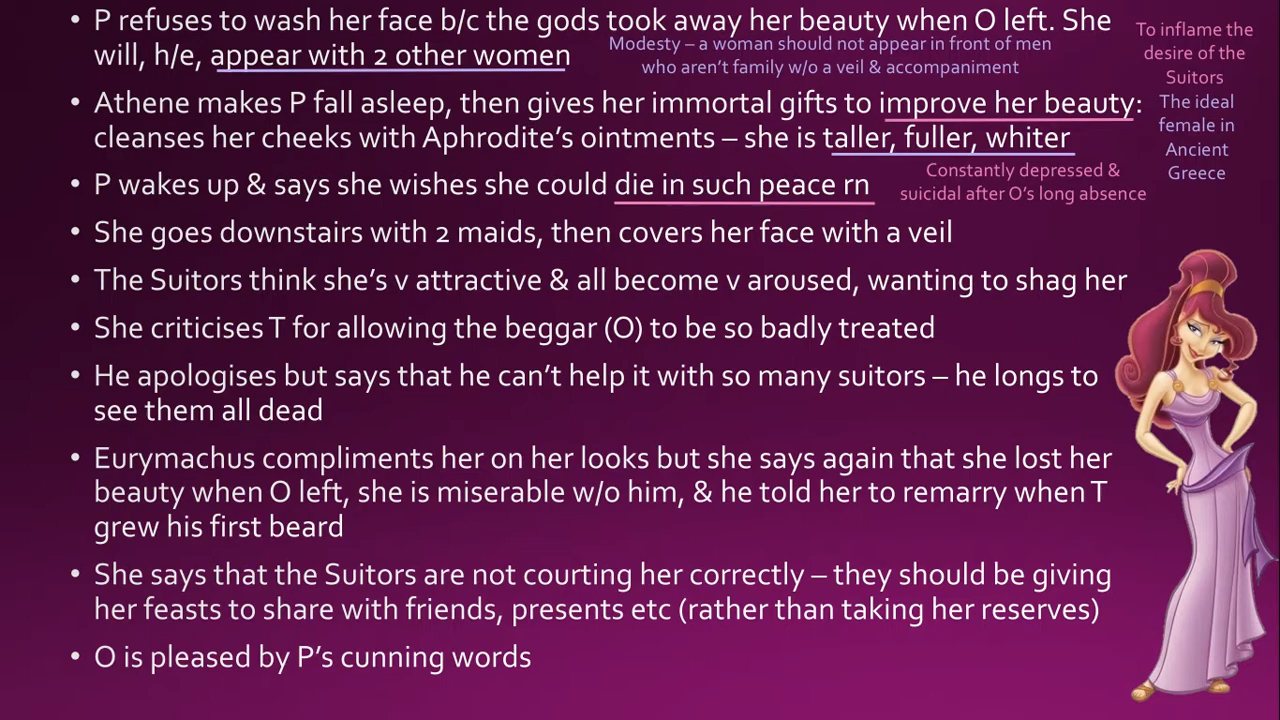 • P refuses to wash her face b/c the gods took away her beauty when O left. She
will, h/e, appear with 2 other women
Modesty – a woman should not appear in front of men
who aren't family w/o a veil & accompaniment
To inflame the
desire of the
Suitors
The ideal
female in
Ancient
Greece
• Athene makes P fall asleep, then gives her immortal gifts to improve her beauty:
cleanses her cheeks with Aphrodite's ointments – she is taller, fuller, whiter
• P wakes up & says she wishes she could die in such peace rn
Constantly depressed &
suicidal after O's long absence
• She goes downstairs with 2 maids, then covers her face with a veil
• The Suitors think she's v attractive & all become v aroused, wanting to shag her
• She criticises T for allowing the beggar (O) to be so badly treated
• He apologises but says that he can't help it with so many suitors – he longs to
see them all dead
• Eurymachus compliments her on her looks but she says again that she lost her
beauty when O left, she is miserable w/o him, & he told her to remarry when T
grew his first beard
• She says that the Suitors are not courting her correctly – they should be giving
her feasts to share with friends, presents etc (rather than taking her reserves)
• O is pleased by P's cunning words